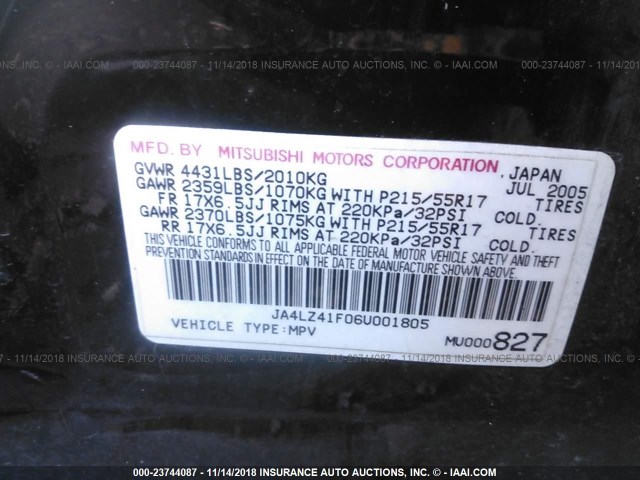 000-23744087 - 11/14/2018 INSURANCE AUTO AUCTIONS, INC. - © IAAI.COM
MFD. BY MITSUBISHI MOTORS CORPORATION, JAPAN
GVWR 4431LBS/2010KG JUL 2005
GAWR 2359LBS/1070KG WITH P215/55R17 TIRES
FR 17X6.5JJ RIMS AT 220KPa/32PSI COLD.
GAWR 2370LBS/1075KG WITH P215/55R17 TIRES
RR 17X6.5JJ RIMS AT 220KPa/32PSI COLD.
THIS VEHICLE CONFORMS TO ALL APPLICABLE FEDERAL MOTOR VEHICLE SAFETY AND THEFT
PREVENTION STANDARDS IN EFFECT ON THE DATE OF MANUFACTURE SHOWN ABOVE.
JA4LZ41F06U001805
VEHICLE TYPE:MPV MU000827
000-23744087 - 11/14/2018 INSURANCE AUTO AUCTIONS, INC. - © IAAI.COM
000-23744087 - 11/14/2018 INSURANCE AUTO AUCTIONS, INC. - © IAAI.COM